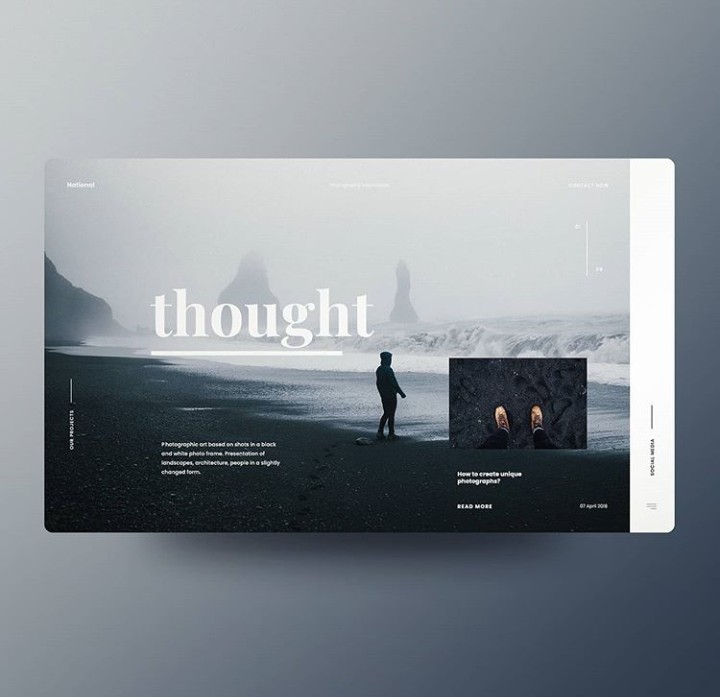 National
CONTACT NOW
01
thought
OUR PROJECTS
Photographic art based on shots in a black
and white photo frame. Presentation of
landscapes, architecture, people in a slightly
changed form.
How to create unique
photographs?
READ MORE
07 April 2018
SOCIAL MEDIA